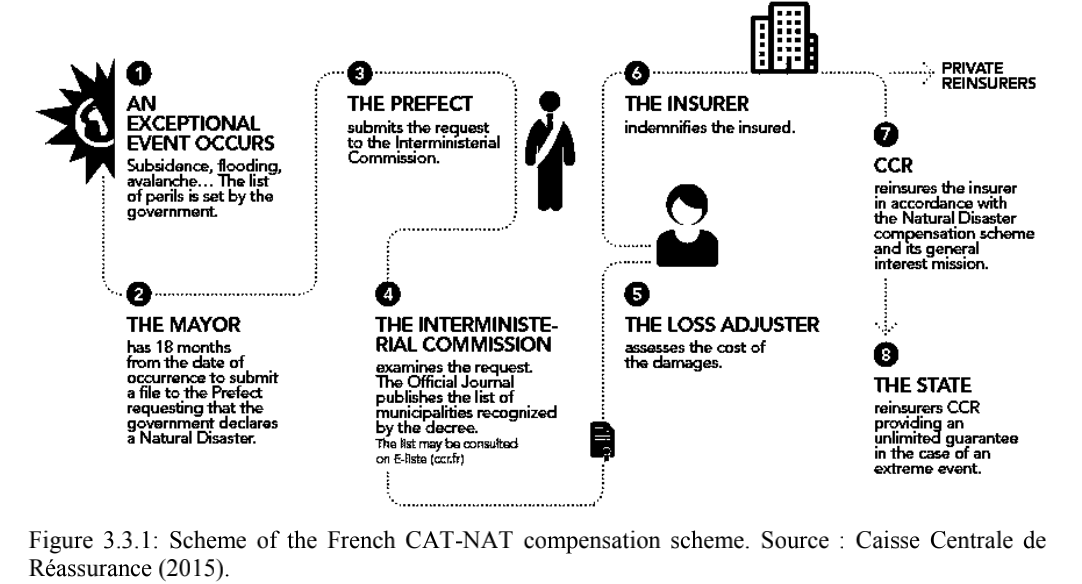 1
AN
EXCEPTIONAL
EVENT OCCURS
Subsidence, flooding,
avalanche... The list
of perils is set by the
government.
2
THE MAYOR
has 18 months
from the date of
occurrence to submit
a file to the Prefect
requesting that the
government declares
a Natural Disaster.
3
THE PREFECT
submits the request
to the Interministerial
Commission.
4
THE INTERMINISTE-
RIAL COMMISSION
examines the request.
The Official Journal
publishes the list of
municipalities recognized
by the decree.
The list may be consulted
on E-liste (ccr.fr)
5
THE LOSS ADJUSTER
assesses the cost of
the damages.
6
THE INSURER
indemnifies the insured.
PRIVATE
REINSURERS
7
CCR
reinsures the insurer
in accordance with
the Natural Disaster
compensation scheme
and its general
interest mission.
8
THE STATE
reinsurers CCR
providing an
unlimited guarantee
in the case of an
extreme event.
Figure 3.3.1: Scheme of the French CAT-NAT compensation scheme. Source : Caisse Centrale de
Réassurance (2015).